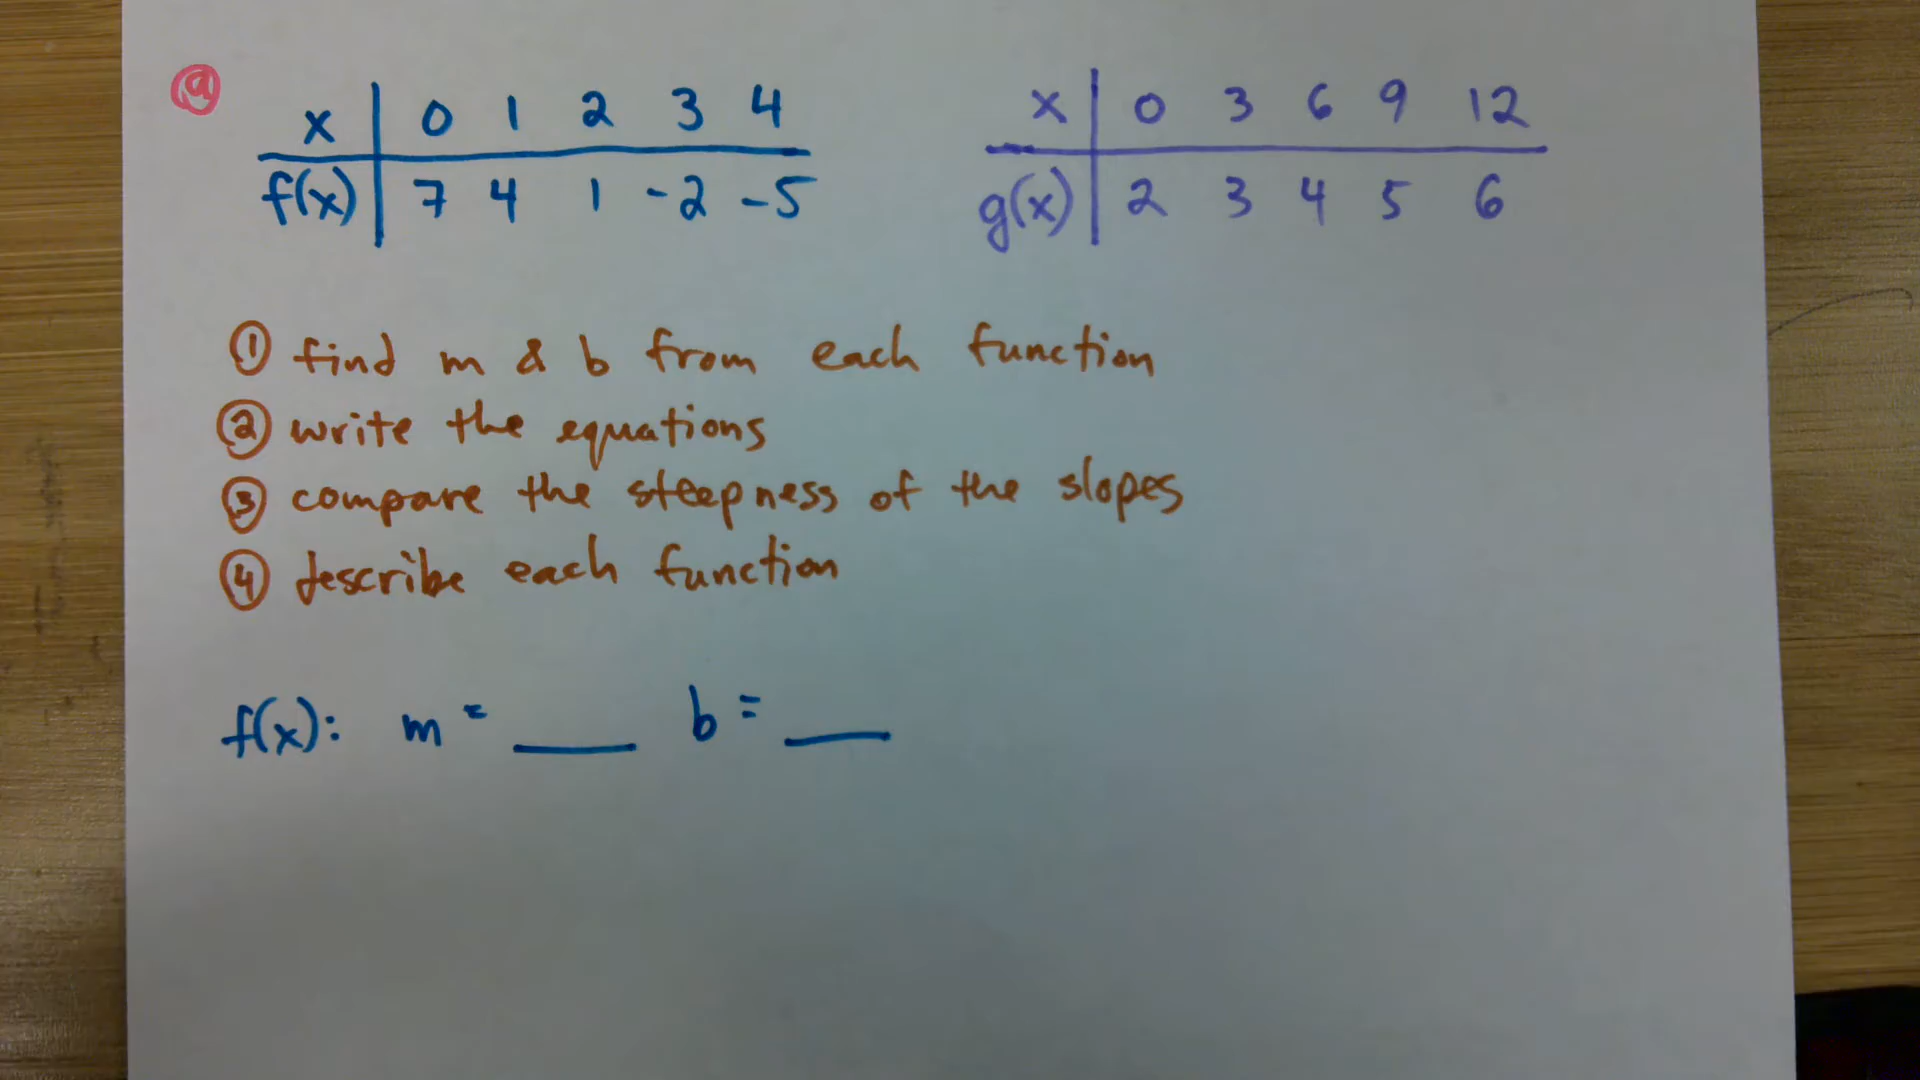 a
x | 0 1 2 3 4
f(x) | 7 4 1 -2 -5
x | 0 3 6 9 12
g(x) | 2 3 4 5 6
① find m & b from each function
② write the equations
③ compare the steepness of the slopes
④ describe each function
f(x): m = ___ b = ___